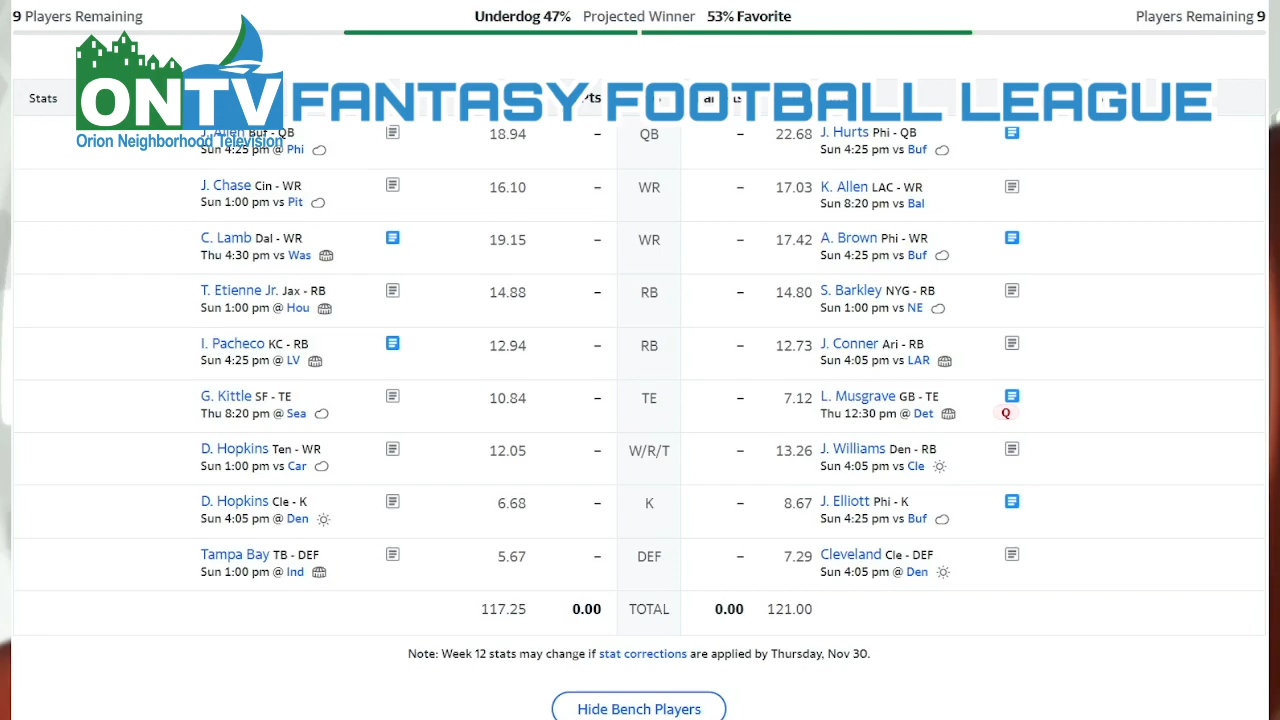 9 Players Remaining
Underdog 47% Projected Winner 53% Favorite
Players Remaining 9
ONTV
Orion Neighborhood Television
FANTASY FOOTBALL LEAGUE
Stats
J. Allen Buf - QB 18.94 – QB – 22.68 J. Hurts Phi - QB
Sun 4:25 pm @ Phi Sun 4:25 pm vs Buf
J. Chase Cin - WR 16.10 – WR – 17.03 K. Allen LAC - WR
Sun 1:00 pm vs Pit Sun 8:20 pm vs Bal
C. Lamb Dal - WR 19.15 – WR – 17.42 A. Brown Phi - WR
Thu 4:30 pm vs Was Sun 4:25 pm vs Buf
T. Etienne Jr. Jax - RB 14.88 – RB – 14.80 S. Barkley NYG - RB
Sun 1:00 pm @ Hou Sun 1:00 pm vs NE
I. Pacheco KC - RB 12.94 – RB – 12.73 J. Conner Ari - RB
Sun 4:25 pm @ LV Sun 4:05 pm vs LAR
G. Kittle SF - TE 10.84 – TE – 7.12 L. Musgrave GB - TE
Thu 8:20 pm @ Sea Thu 12:30 pm @ Det Q
D. Hopkins Ten - WR 12.05 – W/R/T – 13.26 J. Williams Den - RB
Sun 1:00 pm vs Car Sun 4:05 pm vs Cle
D. Hopkins Cle - K 6.68 – K – 8.67 J. Elliott Phi - K
Sun 4:05 pm @ Den Sun 4:25 pm vs Buf
Tampa Bay TB - DEF 5.67 – DEF – 7.29 Cleveland Cle - DEF
Sun 1:00 pm @ Ind Sun 4:05 pm @ Den
117.25 0.00 TOTAL 0.00 121.00
Note: Week 12 stats may change if stat corrections are applied by Thursday, Nov 30.
Hide Bench Players